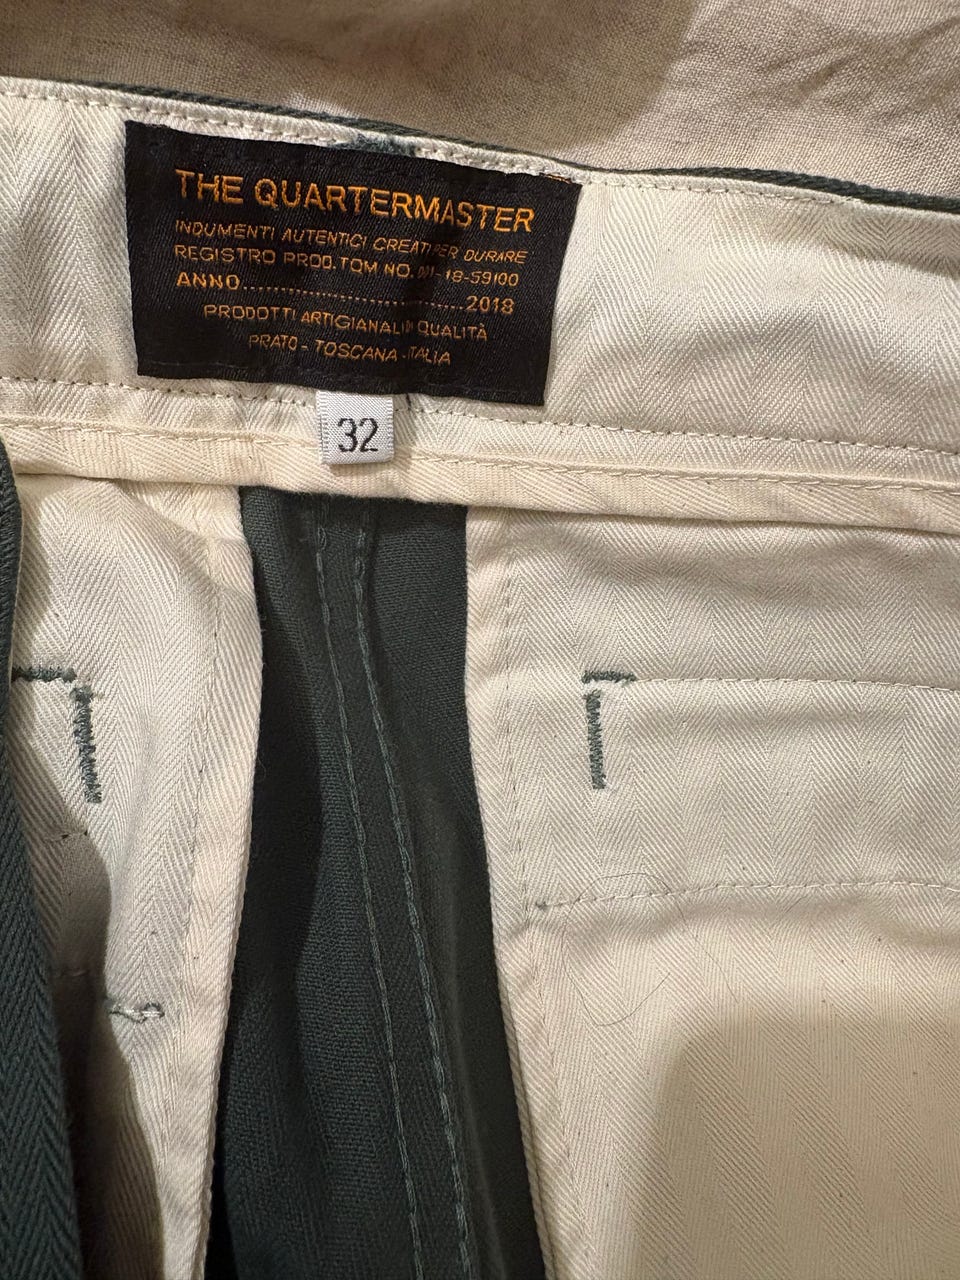 THE QUARTERMASTER
INDUMENTI AUTENTICI CREATI PER DURARE
REGISTRO PROD. TQM NO. 001-18-59100
ANNO..................................2018
PRODOTTI ARTIGIANALI DI QUALITÀ
PRATO - TOSCANA - ITALIA
32